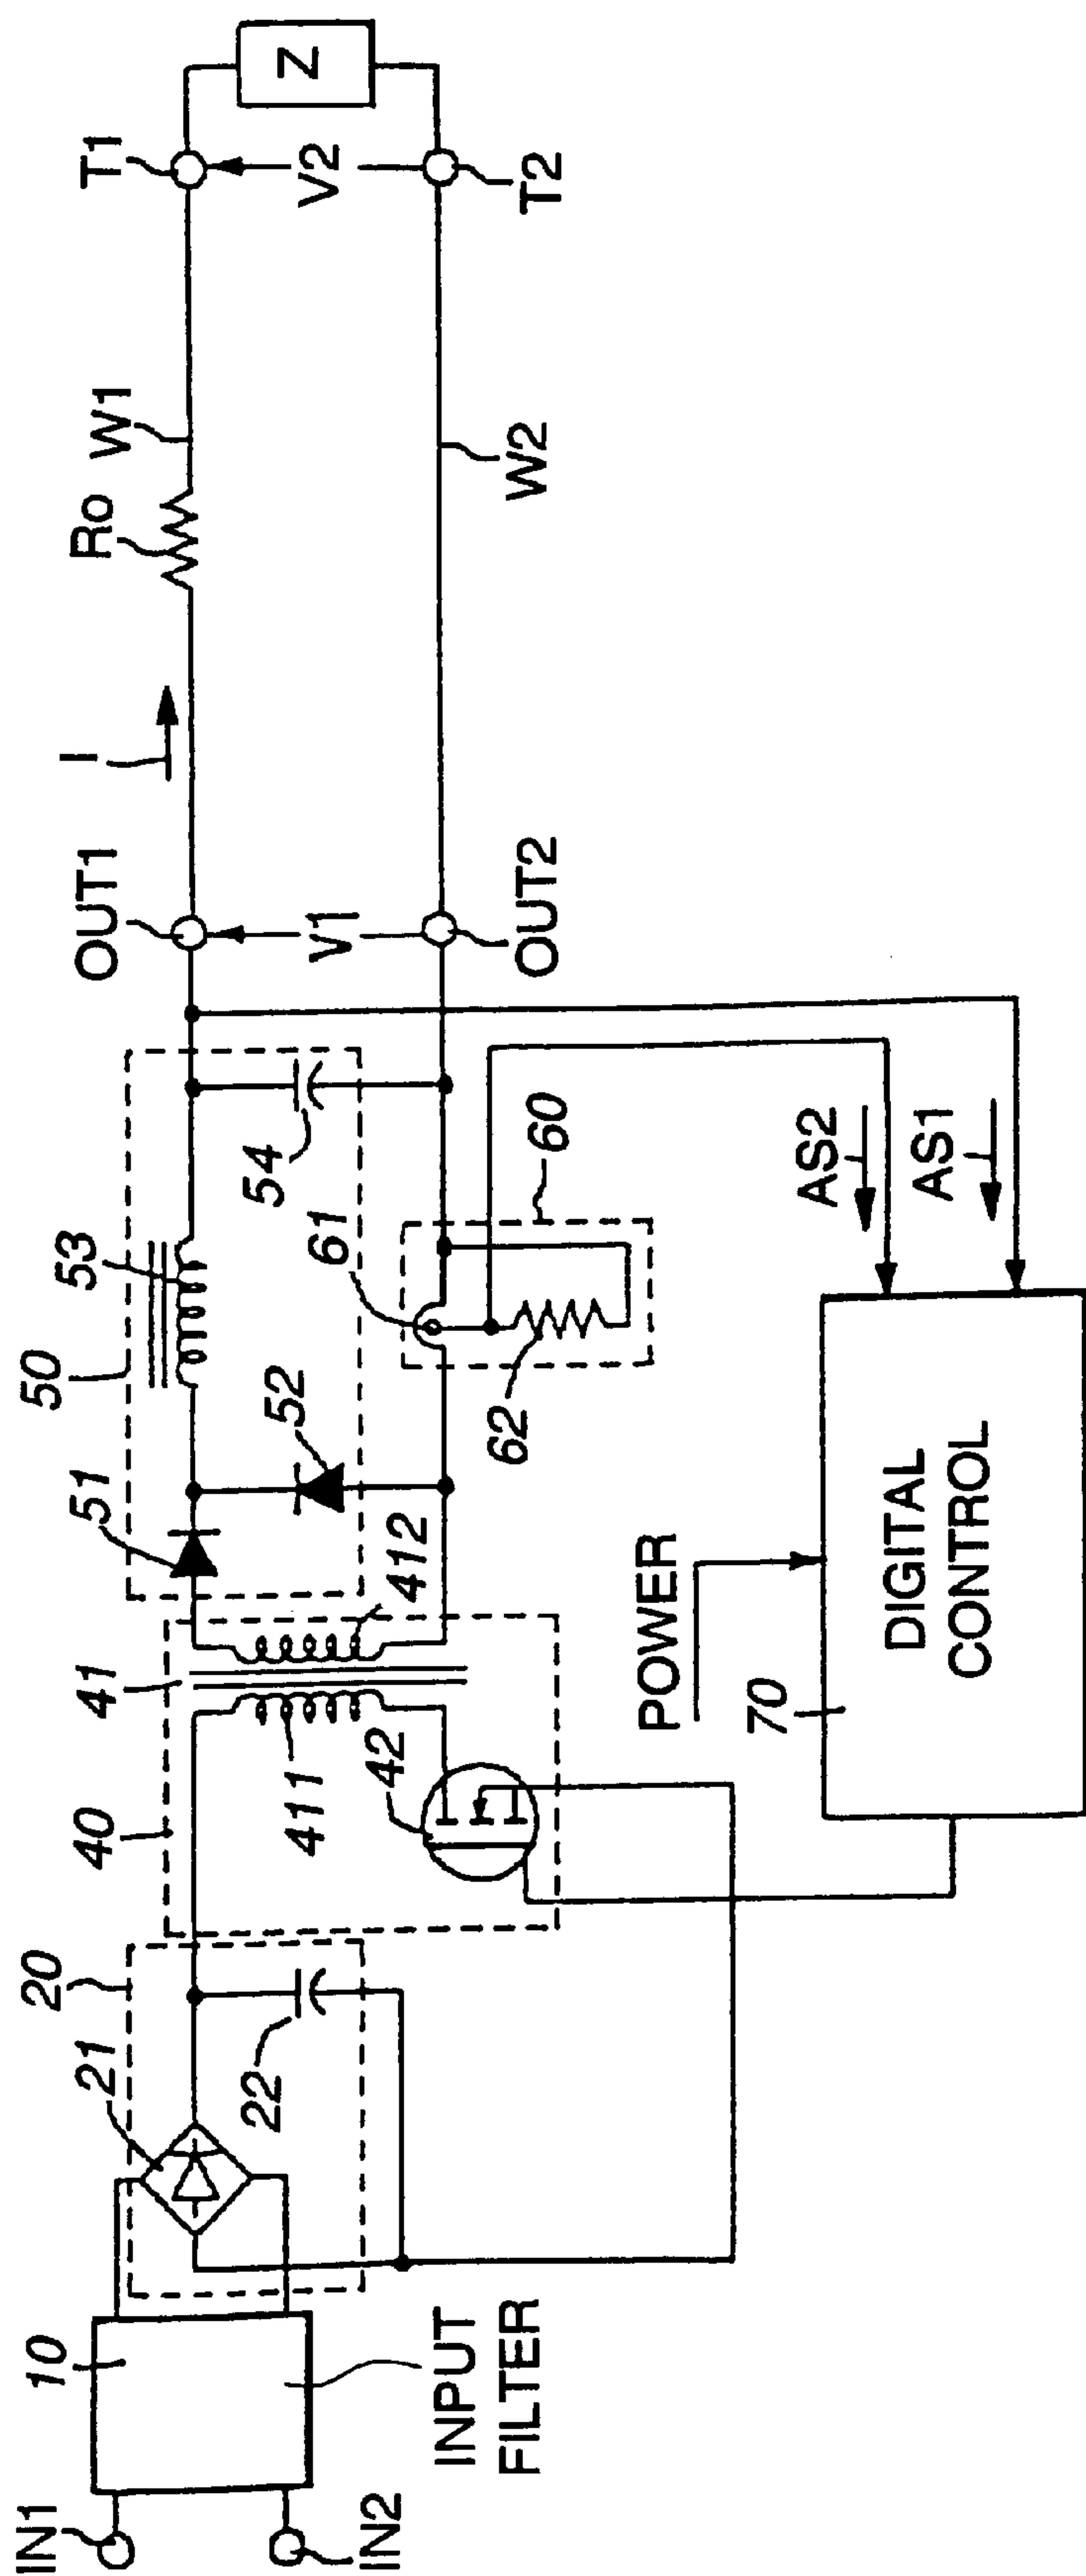 IN1
IN2
10
INPUT
FILTER
20
21
22
40
41
411
412
42
50
51
52
53
54
60
61
62
POWER
70
DIGITAL
CONTROL
AS2
AS1
OUT1
V1
OUT2
I
Ro
W1
W2
T1
V2
T2
Z